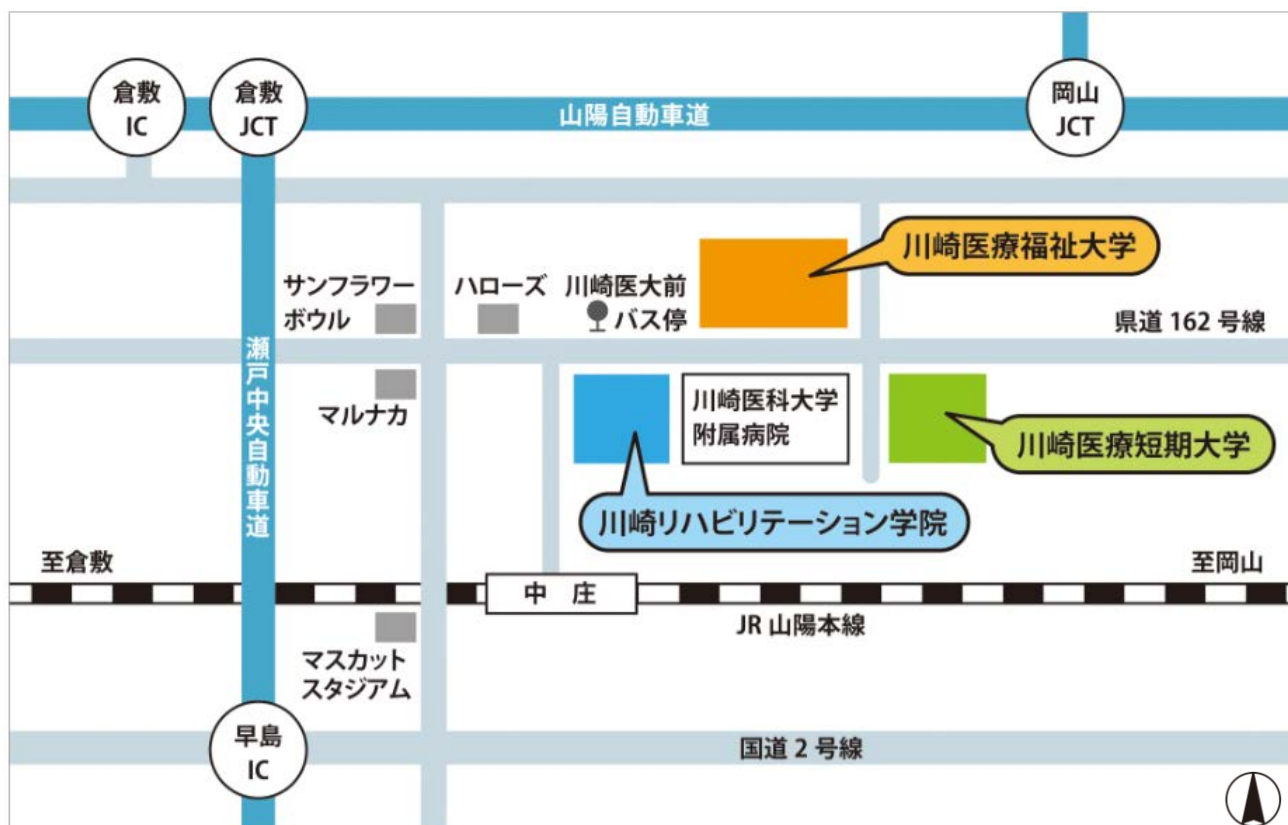 倉敷
IC
倉敷
JCT
山陽自動車道
岡山
JCT
川崎医療福祉大学
サンフラワー
ボウル
ハローズ
川崎医大前
バス停
県道 162 号線
瀬戸中央自動車道
マルナカ
川崎医科大学
附属病院
川崎医療短期大学
川崎リハビリテーション学院
至倉敷
至岡山
中 庄
JR 山陽本線
マスカット
スタジアム
早島
IC
国道 2 号線